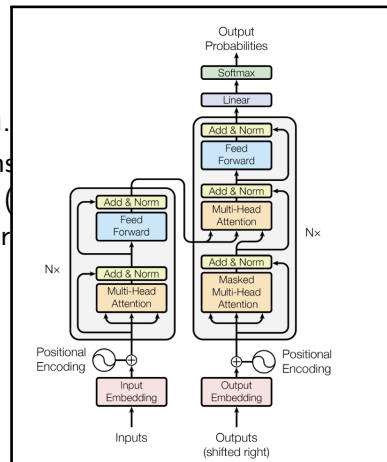 Output
Probabilities
Softmax
Linear
Add & Norm
Feed
Forward
Add & Norm
Multi-Head
Attention
Add & Norm
Masked
Multi-Head
Attention
Nx
Positional
Encoding
Output
Embedding
Outputs
(shifted right)
Add & Norm
Feed
Forward
Nx
Add & Norm
Multi-Head
Attention
Positional
Encoding
Input
Embedding
Inputs